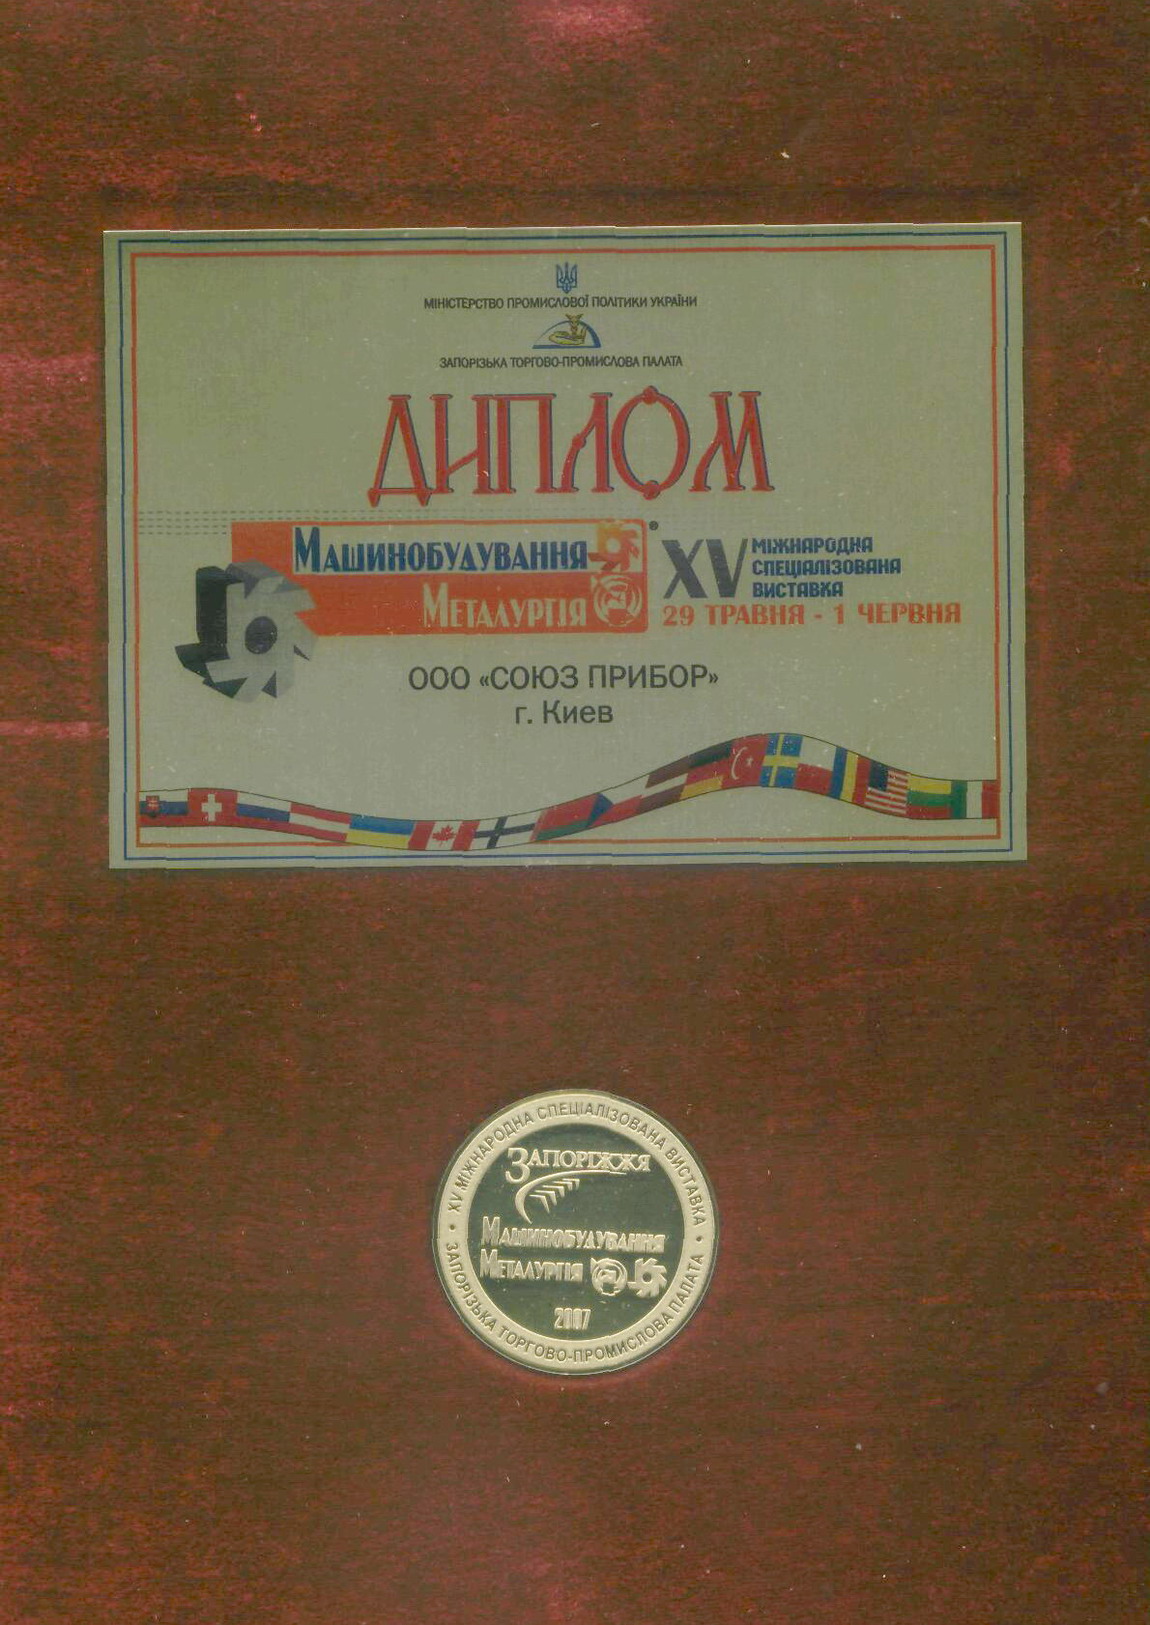 МІНІСТЕРСТВО ПРОМИСЛОВОЇ ПОЛІТИКИ УКРАЇНИ
ЗАПОРІЗЬКА ТОРГОВО-ПРОМИСЛОВА ПАЛАТА
ДИПЛОМ
МАШИНОБУДУВАННЯ
МЕТАЛУРГІЯ
®
XV МІЖНАРОДНА
СПЕЦІАЛІЗОВАНА
ВИСТАВКА
29 ТРАВНЯ - 1 ЧЕРВНЯ
ООО «СОЮЗ ПРИБОР»
г. Киев
• XV МІЖНАРОДНА СПЕЦІАЛІЗОВАНА ВИСТАВКА •
ЗАПОРІЖЖЯ
МАШИНОБУДУВАННЯ
МЕТАЛУРГІЯ
2007
ЗАПОРІЗЬКА ТОРГОВО-ПРОМИСЛОВА ПАЛАТА